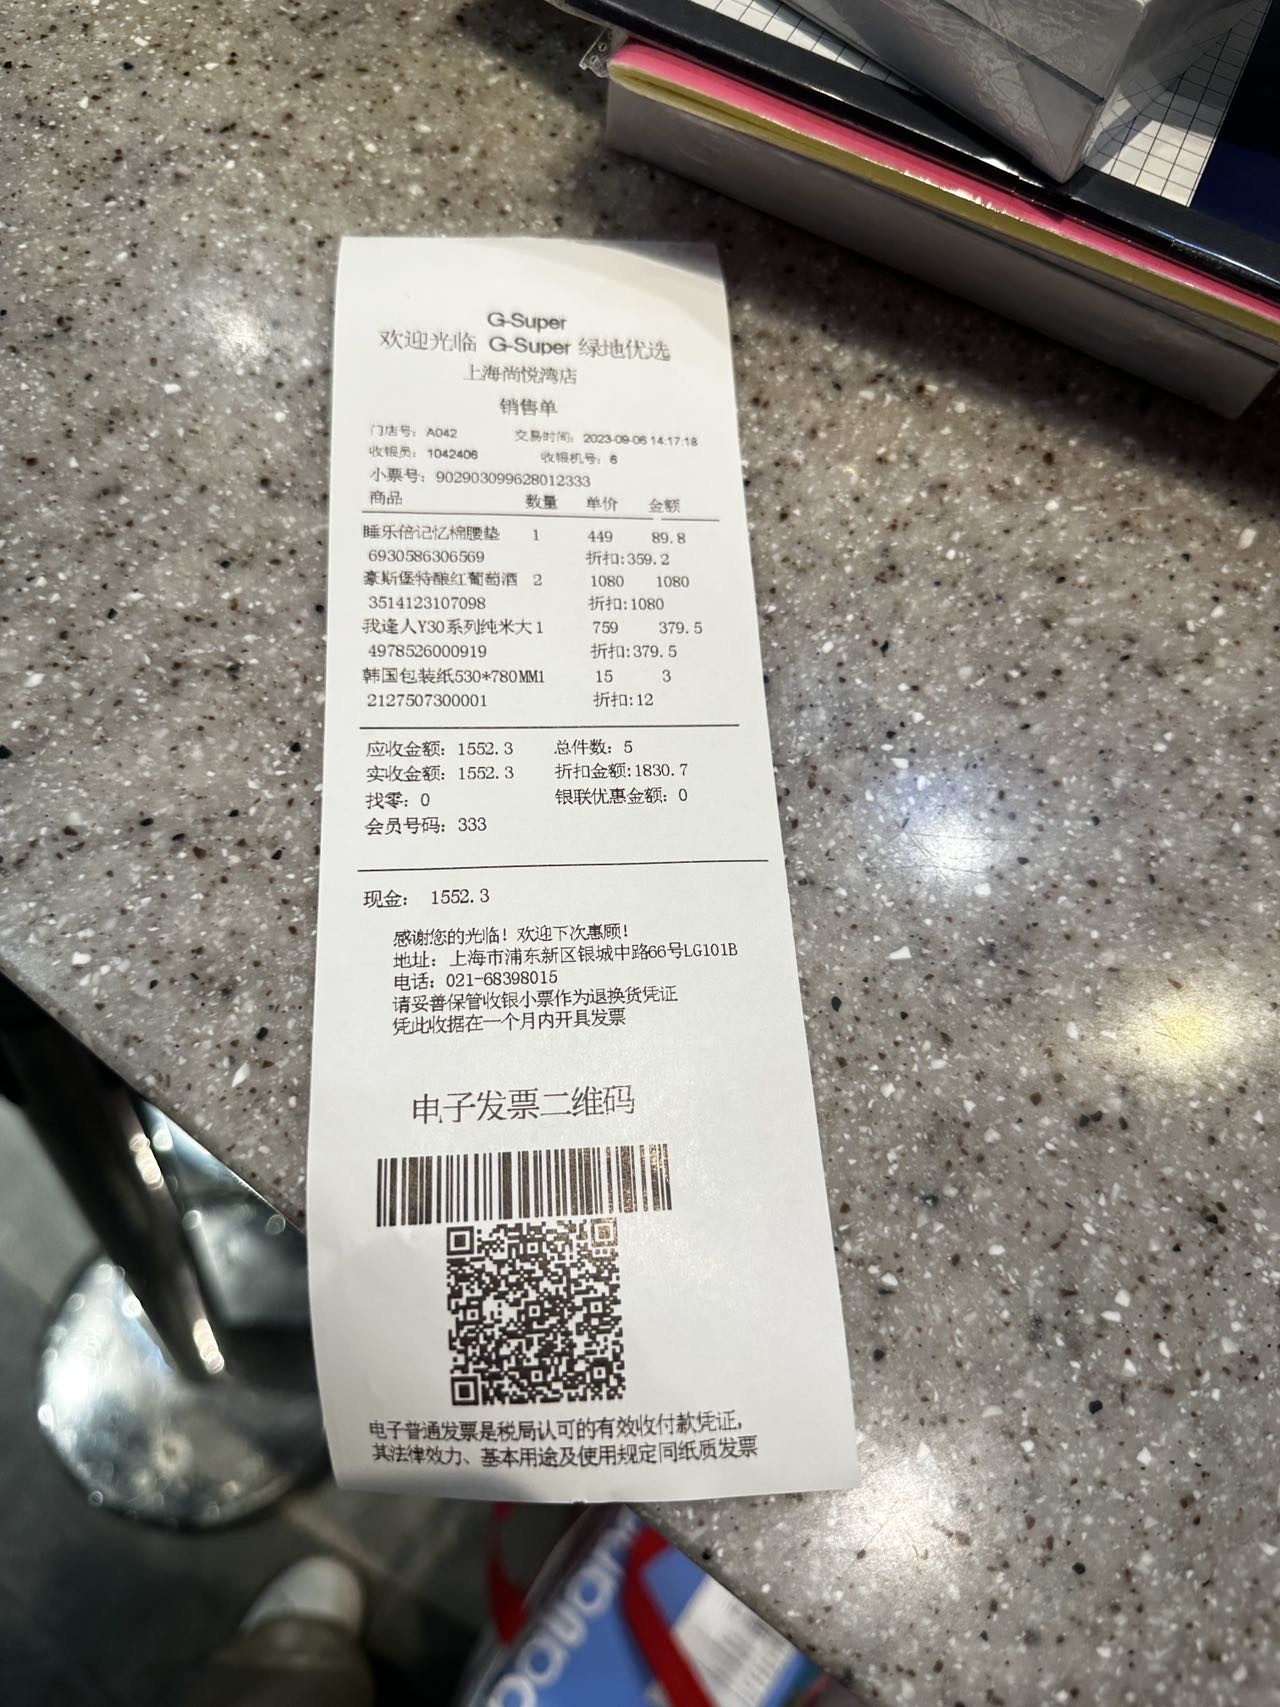 G-Super
欢迎光临 G-Super 绿地优选
上海尚悦湾店
销售单
门店号: A042 交易时间: 2023-09-06 14:17:18
收银员: 1042406 收银机号: 6
小票号: 902903099628012333
商品 数量 单价 金额
睡乐倍记忆棉腰垫 1 449 89.8
6930586306569 折扣:359.2
豪斯堡特酿红葡萄酒 2 1080 1080
3514123107098 折扣:1080
我逢人Y30系列纯米大1 759 379.5
4978526000919 折扣:379.5
韩国包装纸530*780MM1 15 3
2127507300001 折扣:12
应收金额: 1552.3 总件数: 5
实收金额: 1552.3 折扣金额:1830.7
找零: 0 银联优惠金额: 0
会员号码: 333
现金: 1552.3
感谢您的光临! 欢迎下次惠顾!
地址: 上海市浦东新区银城中路66号LG101B
电话: 021-68398015
请妥善保管收银小票作为退换货凭证
凭此收据在一个月内开具发票
电子发票二维码
电子普通发票是税局认可的有效收付款凭证,
其法律效力、基本用途及使用规定同纸质发票